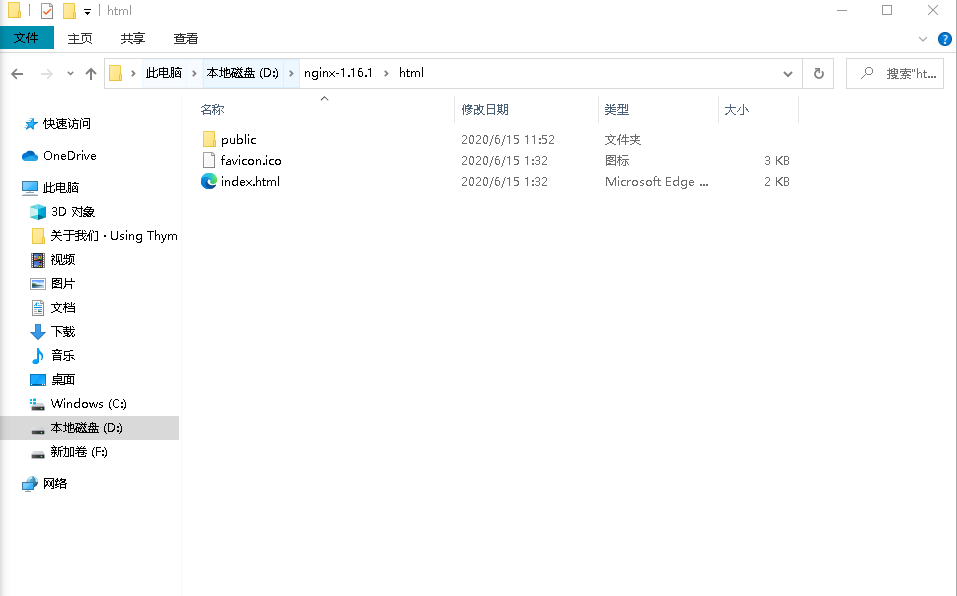 html
文件 主页 共享 查看
此电脑 本地磁盘 (D:) nginx-1.16.1 html 搜索"ht...
名称 修改日期 类型 大小
快速访问
OneDrive
此电脑
3D 对象
关于我们 · Using Thym
视频
图片
文档
下载
音乐
桌面
Windows (C:)
本地磁盘 (D:)
新加卷 (F:)
网络
public 2020/6/15 11:52 文件夹
favicon.ico 2020/6/15 1:32 图标 3 KB
index.html 2020/6/15 1:32 Microsoft Edge ... 2 KB